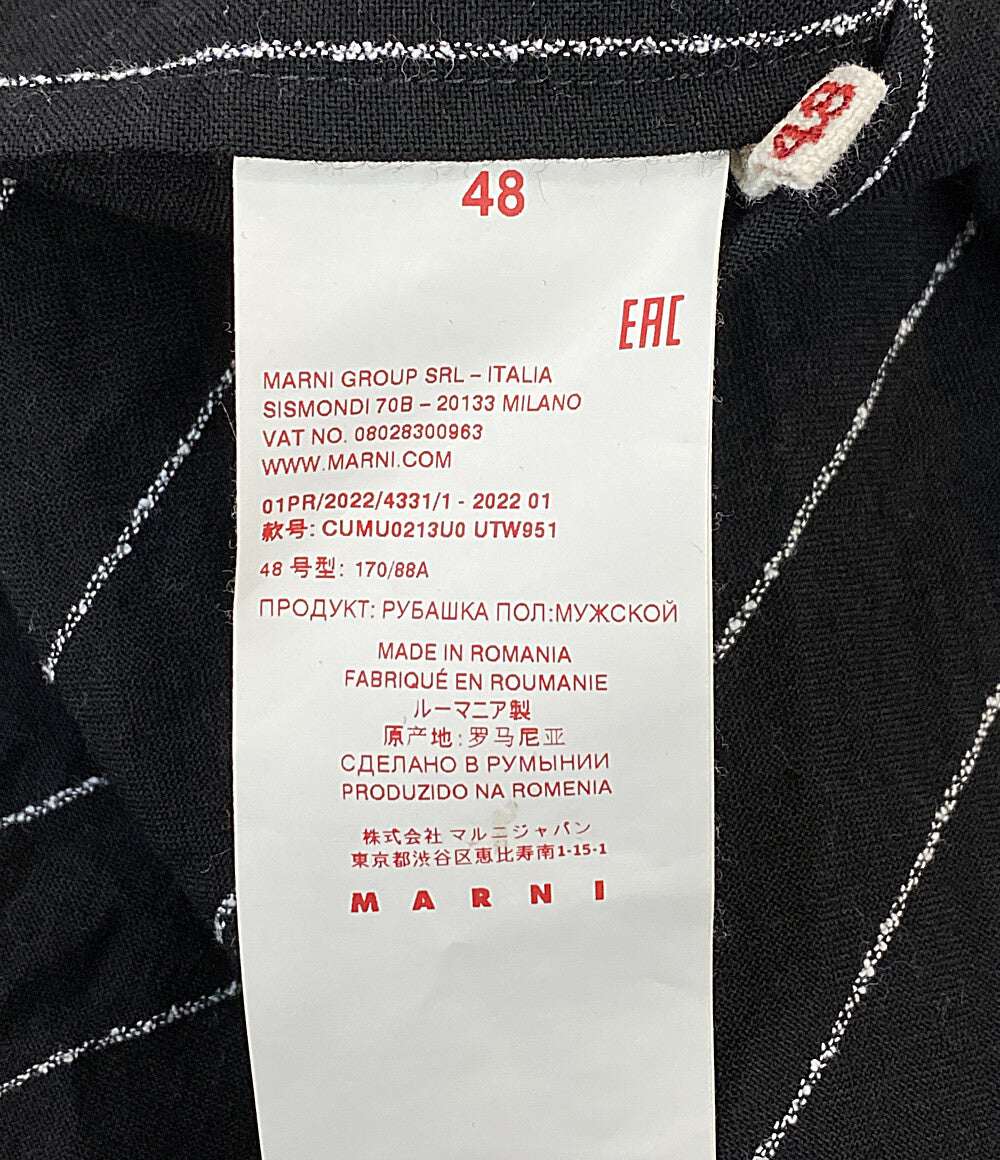 48
48
EAC
MARNI GROUP SRL – ITALIA
SISMONDI 70B – 20133 MILANO
VAT NO. 08028300963
WWW.MARNI.COM
01PR/2022/4331/1 - 2022 01
款号: CUMU0213U0 UTW951
48 号型: 170/88A
ПРОДУКТ: РУБАШКА ПОЛ:МУЖСКОЙ
MADE IN ROMANIA
FABRIQUÉ EN ROUMANIE
ルーマニア製
原产地: 罗马尼亚
СДЕЛАНО В РУМЫНИИ
PRODUZIDO NA ROMENIA
株式会社 マルニジャパン
東京都渋谷区恵比寿南1-15-1
MARNI